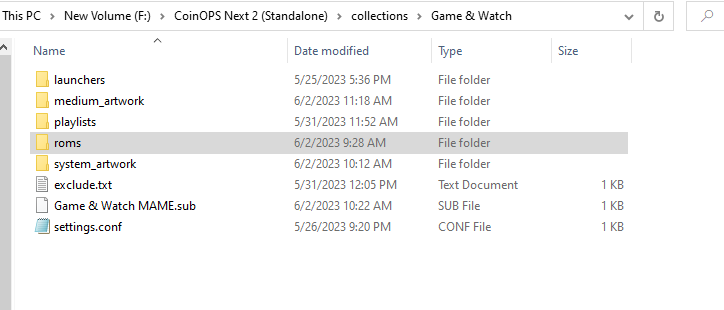 This PC > New Volume (F:) > CoinOPS Next 2 (Standalone) > collections > Game & Watch
Name Date modified Type Size
launchers 5/25/2023 5:36 PM File folder
medium_artwork 6/2/2023 11:18 AM File folder
playlists 5/31/2023 11:52 AM File folder
roms 6/2/2023 9:28 AM File folder
system_artwork 6/2/2023 10:12 AM File folder
exclude.txt 5/31/2023 12:05 PM Text Document 1 KB
Game & Watch MAME.sub 6/2/2023 10:22 AM SUB File 1 KB
settings.conf 5/26/2023 9:20 PM CONF File 1 KB